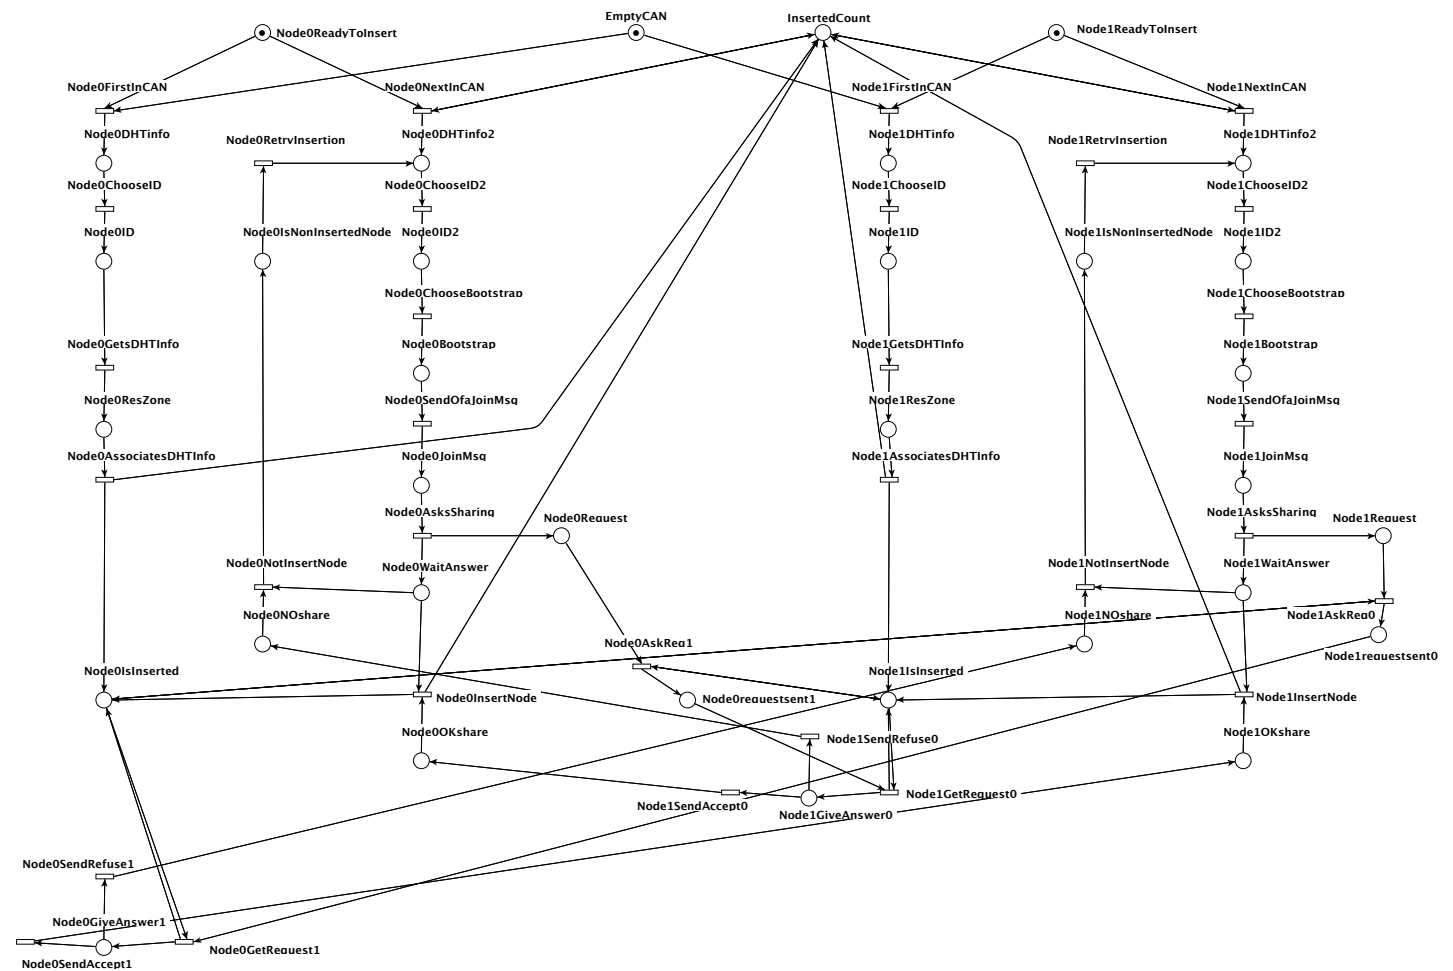 EmptyCAN
InsertedCount
Node0ReadyToInsert
Node1ReadyToInsert
Node0FirstInCAN
Node0NextInCAN
Node1FirstInCAN
Node1NextInCAN
Node0DHTinfo
Node0RetryInsertion
Node0DHTinfo2
Node1DHTinfo
Node1RetryInsertion
Node1DHTinfo2
Node0ChooseID
Node0ChooseID2
Node1ChooseID
Node1ChooseID2
Node0ID
Node0IsNonInsertedNode
Node0ID2
Node1ID
Node1IsNonInsertedNode
Node1ID2
Node0ChooseBootstrap
Node1ChooseBootstrap
Node0GetsDHTInfo
Node0Bootstrap
Node1GetsDHTInfo
Node1Bootstrap
Node0ResZone
Node0SendOfaJoinMsg
Node1ResZone
Node1SendOfaJoinMsg
Node0AssociatesDHTInfo
Node0JoinMsg
Node1AssociatesDHTInfo
Node1JoinMsg
Node0AsksSharing
Node0Request
Node1AsksSharing
Node1Request
Node0NotInsertNode
Node0WaitAnswer
Node1NotInsertNode
Node1WaitAnswer
Node0NOshare
Node1NOshare
Node1AskReq0
Node0AskReq1
Node1requestsent0
Node0IsInserted
Node1IsInserted
Node0InsertNode
Node0requestsent1
Node1InsertNode
Node0OKshare
Node1SendRefuse0
Node1OKshare
Node1SendAccept0
Node1GetRequest0
Node1GiveAnswer0
Node0SendRefuse1
Node0GiveAnswer1
Node0GetRequest1
Node0SendAccept1